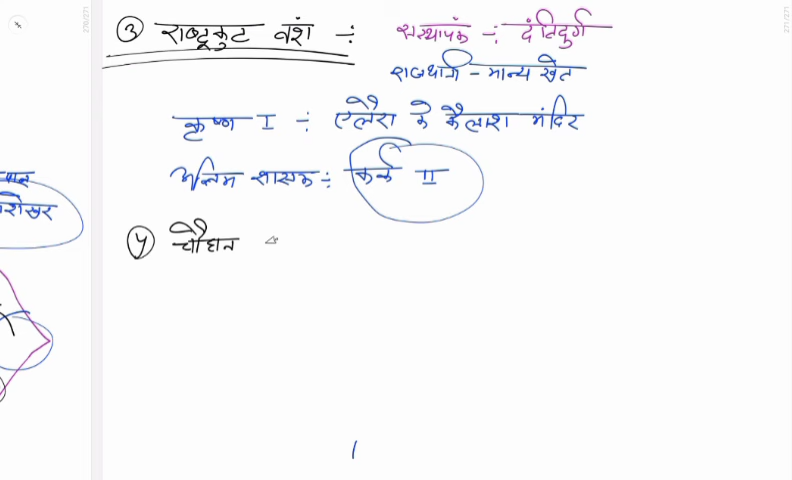 ③ राष्ट्रकुट वंश ÷ संस्थापक ÷ दंतिदुर्ग
राजधानी - मान्य खेत
कृष्ण I ÷ एलोरा के कैलाश मंदिर
अन्तिम शासक ÷ कर्क II
④ चौहान